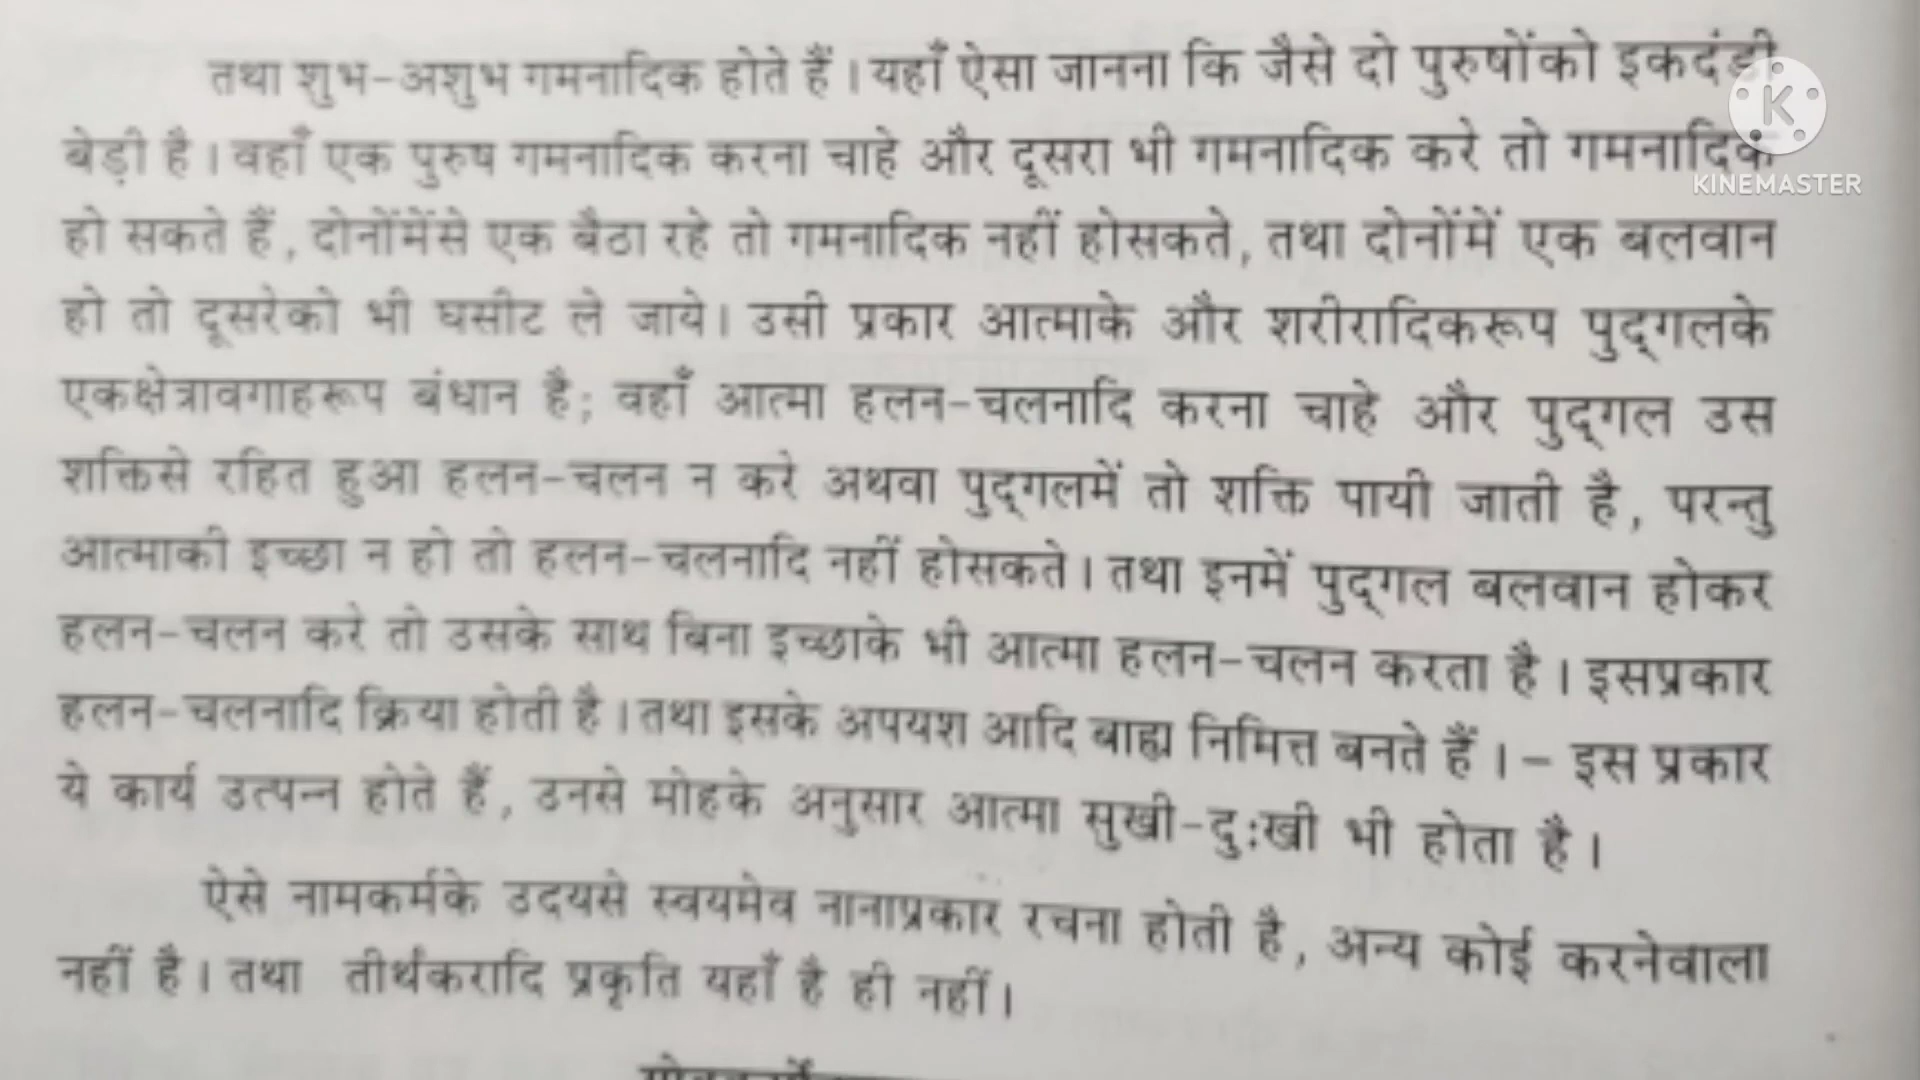 तथा शुभ-अशुभ गमनादिक होते हैं। यहाँ ऐसा जानना कि जैसे दो पुरुषोंको इकदंडी
बेड़ी है। वहाँ एक पुरुष गमनादिक करना चाहे और दूसरा भी गमनादिक करे तो गमनादिक
हो सकते हैं, दोनोंमेंसे एक बैठा रहे तो गमनादिक नहीं होसकते, तथा दोनोंमें एक बलवान
हो तो दूसरेको भी घसीट ले जाये। उसी प्रकार आत्माके और शरीरादिकरूप पुद्‌गलके
एकक्षेत्रावगाहरूप बंधान है; वहाँ आत्मा हलन-चलनादि करना चाहे और पुद्‌गल उस
शक्तिसे रहित हुआ हलन-चलन न करे अथवा पुद्‌गलमें तो शक्ति पायी जाती है, परन्तु
आत्माकी इच्छा न हो तो हलन-चलनादि नहीं होसकते। तथा इनमें पुद्‌गल बलवान होकर
हलन-चलन करे तो उसके साथ बिना इच्छाके भी आत्मा हलन-चलन करता है। इसप्रकार
हलन-चलनादि क्रिया होती है। तथा इसके अपयश आदि बाह्य निमित्त बनते हैं।- इस प्रकार
ये कार्य उत्पन्न होते हैं, उनसे मोहके अनुसार आत्मा सुखी-दुःखी भी होता है।
ऐसे नामकर्मके उदयसे स्वयमेव नानाप्रकार रचना होती है, अन्य कोई करनेवाला
नहीं है। तथा तीर्थंकरादि प्रकृति यहाँ है ही नहीं।
KINEMASTER